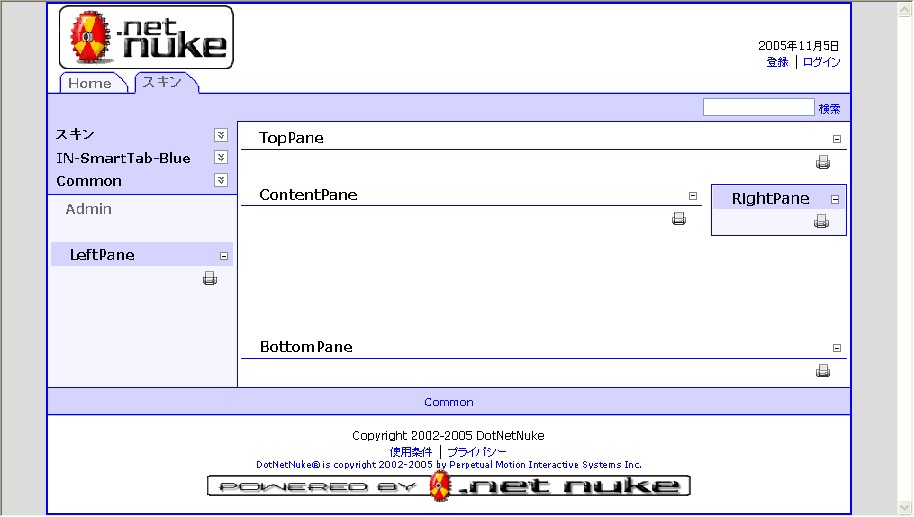 .net nuke
2005年11月5日
登録 | ログイン
Home スキン
検索
スキン
IN-SmartTab-Blue
Common
Admin
LeftPane
TopPane
ContentPane
RightPane
BottomPane
Common
Copyright 2002-2005 DotNetNuke
使用条件 | プライバシー
DotNetNuke® is copyright 2002-2005 by Perpetual Motion Interactive Systems Inc.
POWERED BY .net nuke